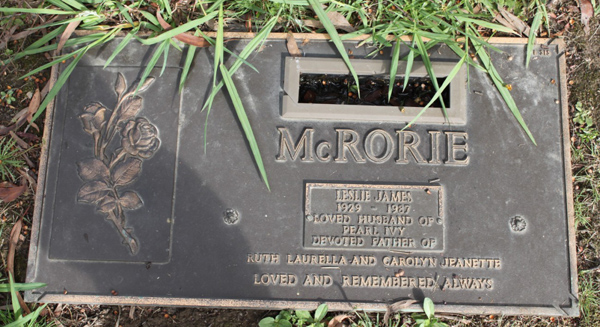 McRORIE
LESLIE JAMES
1929 - 1987
LOVED HUSBAND OF
PEARL IVY
DEVOTED FATHER OF
RUTH LAURELLA AND CAROLYN JEANETTE
LOVED AND REMEMBERED ALWAYS